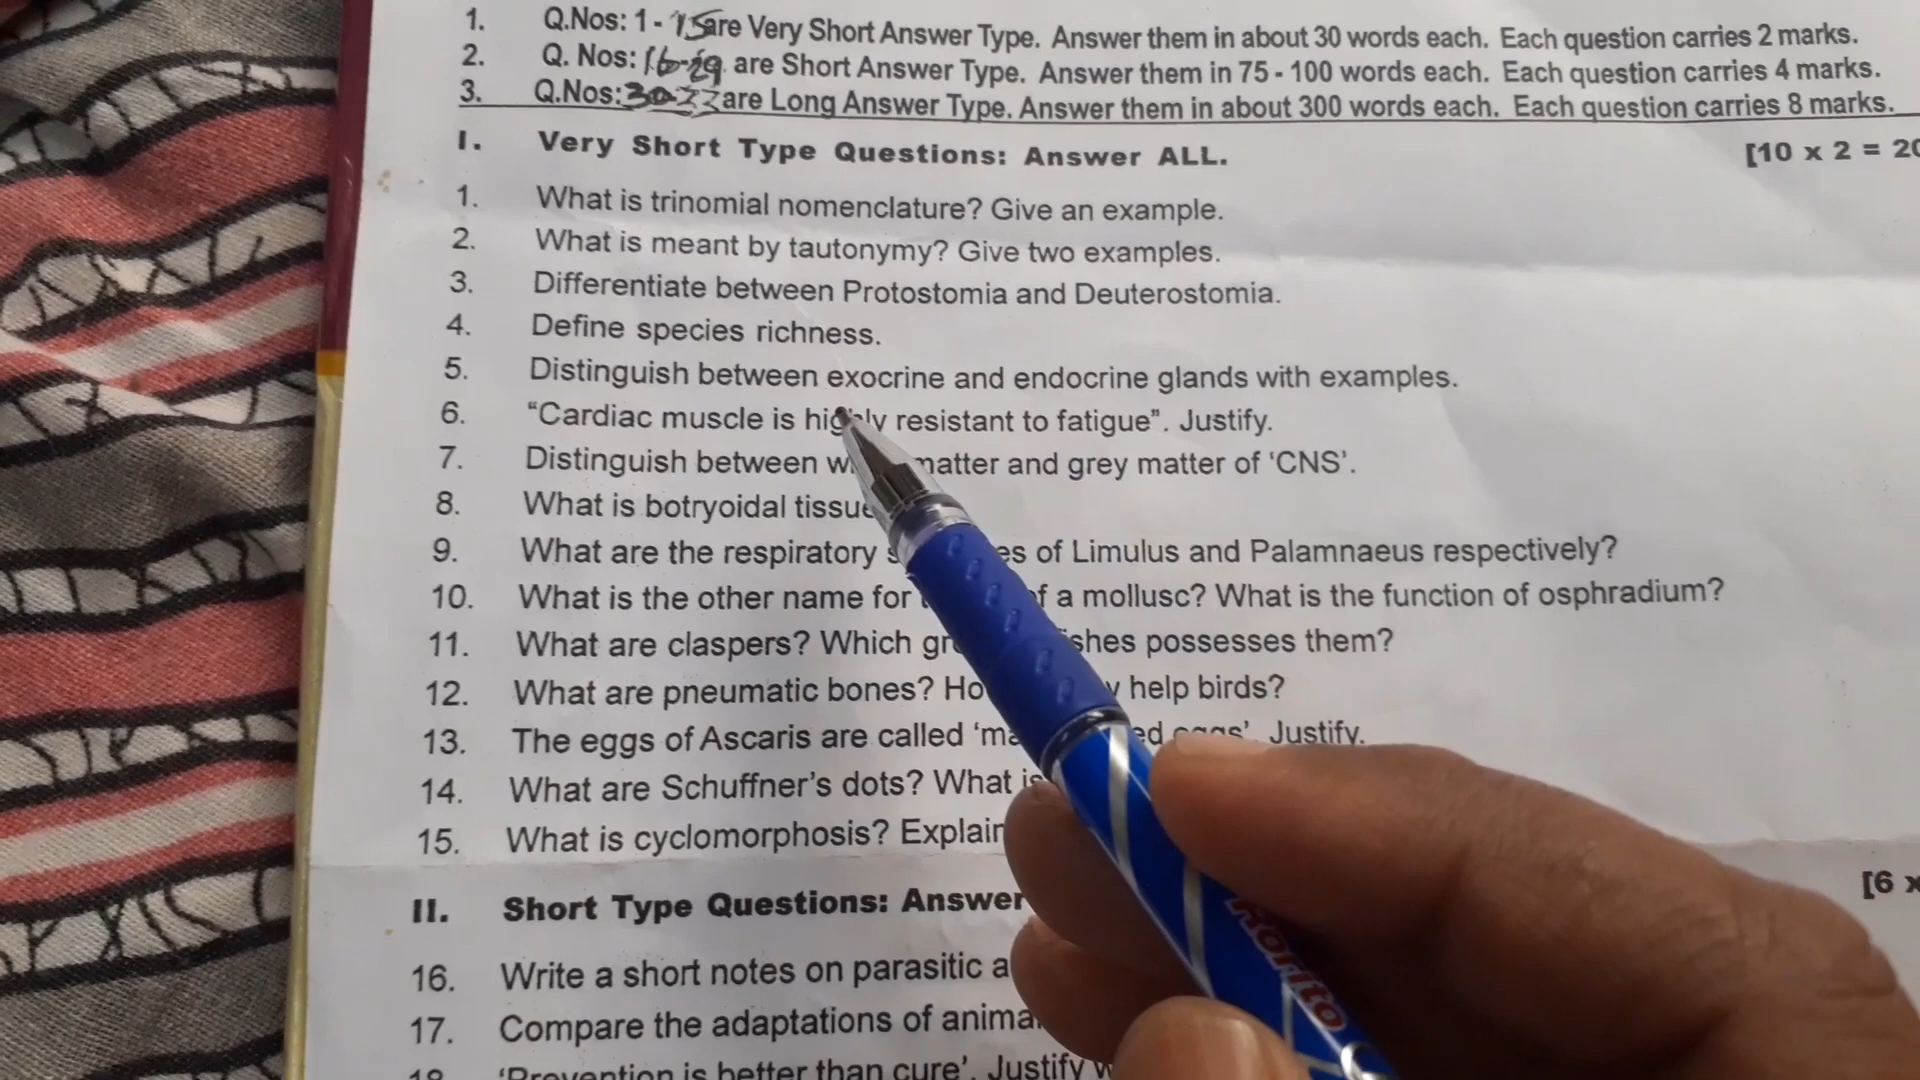 1. Q.Nos: 1 - 15 are Very Short Answer Type. Answer them in about 30 words each. Each question carries 2 marks.
2. Q. Nos: 16-29 are Short Answer Type. Answer them in 75 - 100 words each. Each question carries 4 marks.
3. Q.Nos: 30-33 are Long Answer Type. Answer them in about 300 words each. Each question carries 8 marks.
I. Very Short Type Questions: Answer ALL. [10 x 2 = 20
1. What is trinomial nomenclature? Give an example.
2. What is meant by tautonymy? Give two examples.
3. Differentiate between Protostomia and Deuterostomia.
4. Define species richness.
5. Distinguish between exocrine and endocrine glands with examples.
6. "Cardiac muscle is highly resistant to fatigue". Justify.
7. Distinguish between matter and grey matter of 'CNS'.
8. What is botryoidal tissue
9. What are the respiratory of Limulus and Palamnaeus respectively?
10. What is the other name for of a mollusc? What is the function of osphradium?
11. What are claspers? Which possesses them?
12. What are pneumatic bones? help birds?
13. The eggs of Ascaris are called eggs'. Justify.
14. What are Schuffner's dots? What is
15. What is cyclomorphosis? Explain
II. Short Type Questions: Answer [6 x
16. Write a short notes on parasitic
17. Compare the adaptations of
18. 'Prevention is better than cure'. Justify
Rorito